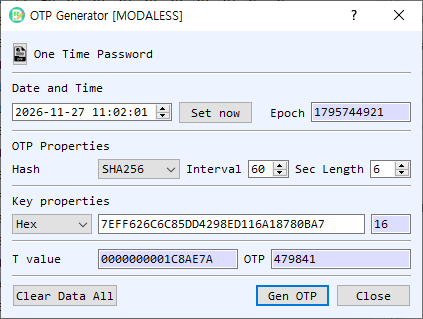 OTP Generator [MODALESS]
One Time Password
Date and Time
2026-11-27 11:02:01 Set now Epoch 1795744921
OTP Properties
Hash SHA256 Interval 60 Sec Length 6
Key properties
Hex 7EFF626C6C85DD4298ED116A18780BA7 16
T value 0000000001C8AE7A OTP 479841
Clear Data All Gen OTP Close